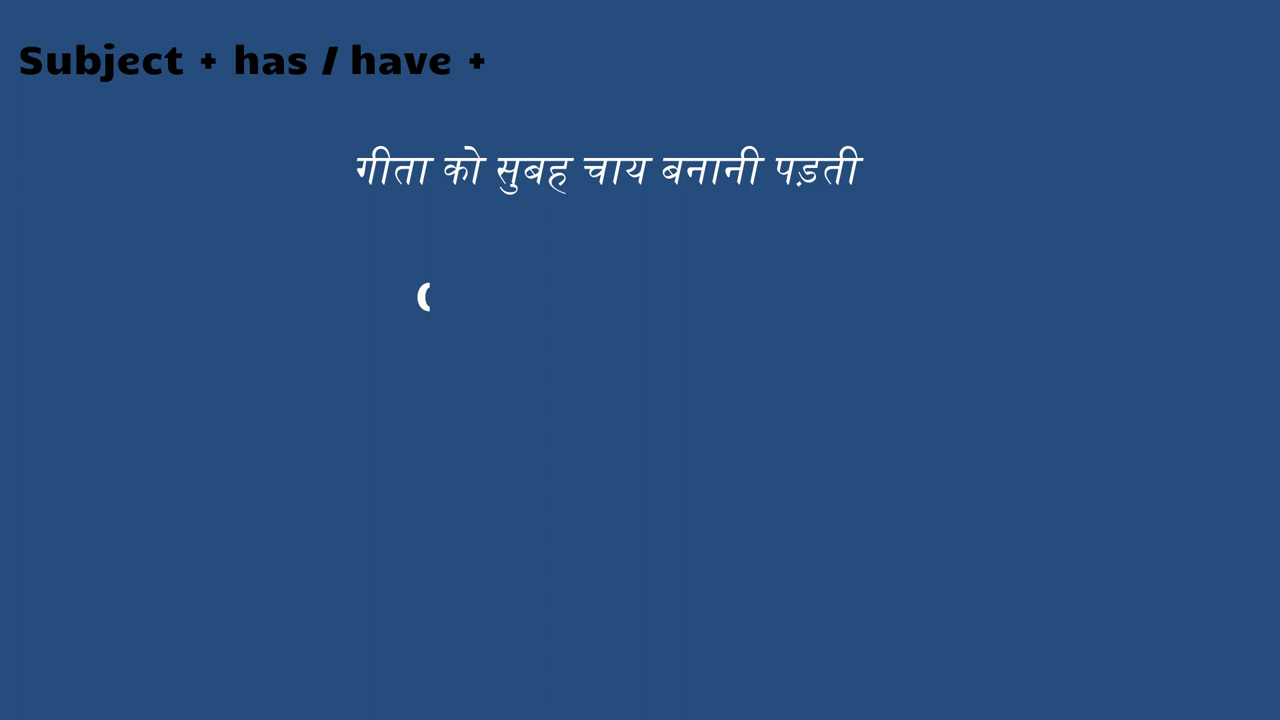 Subject + has / have +
गीता को सुबह चाय बनानी पड़ती